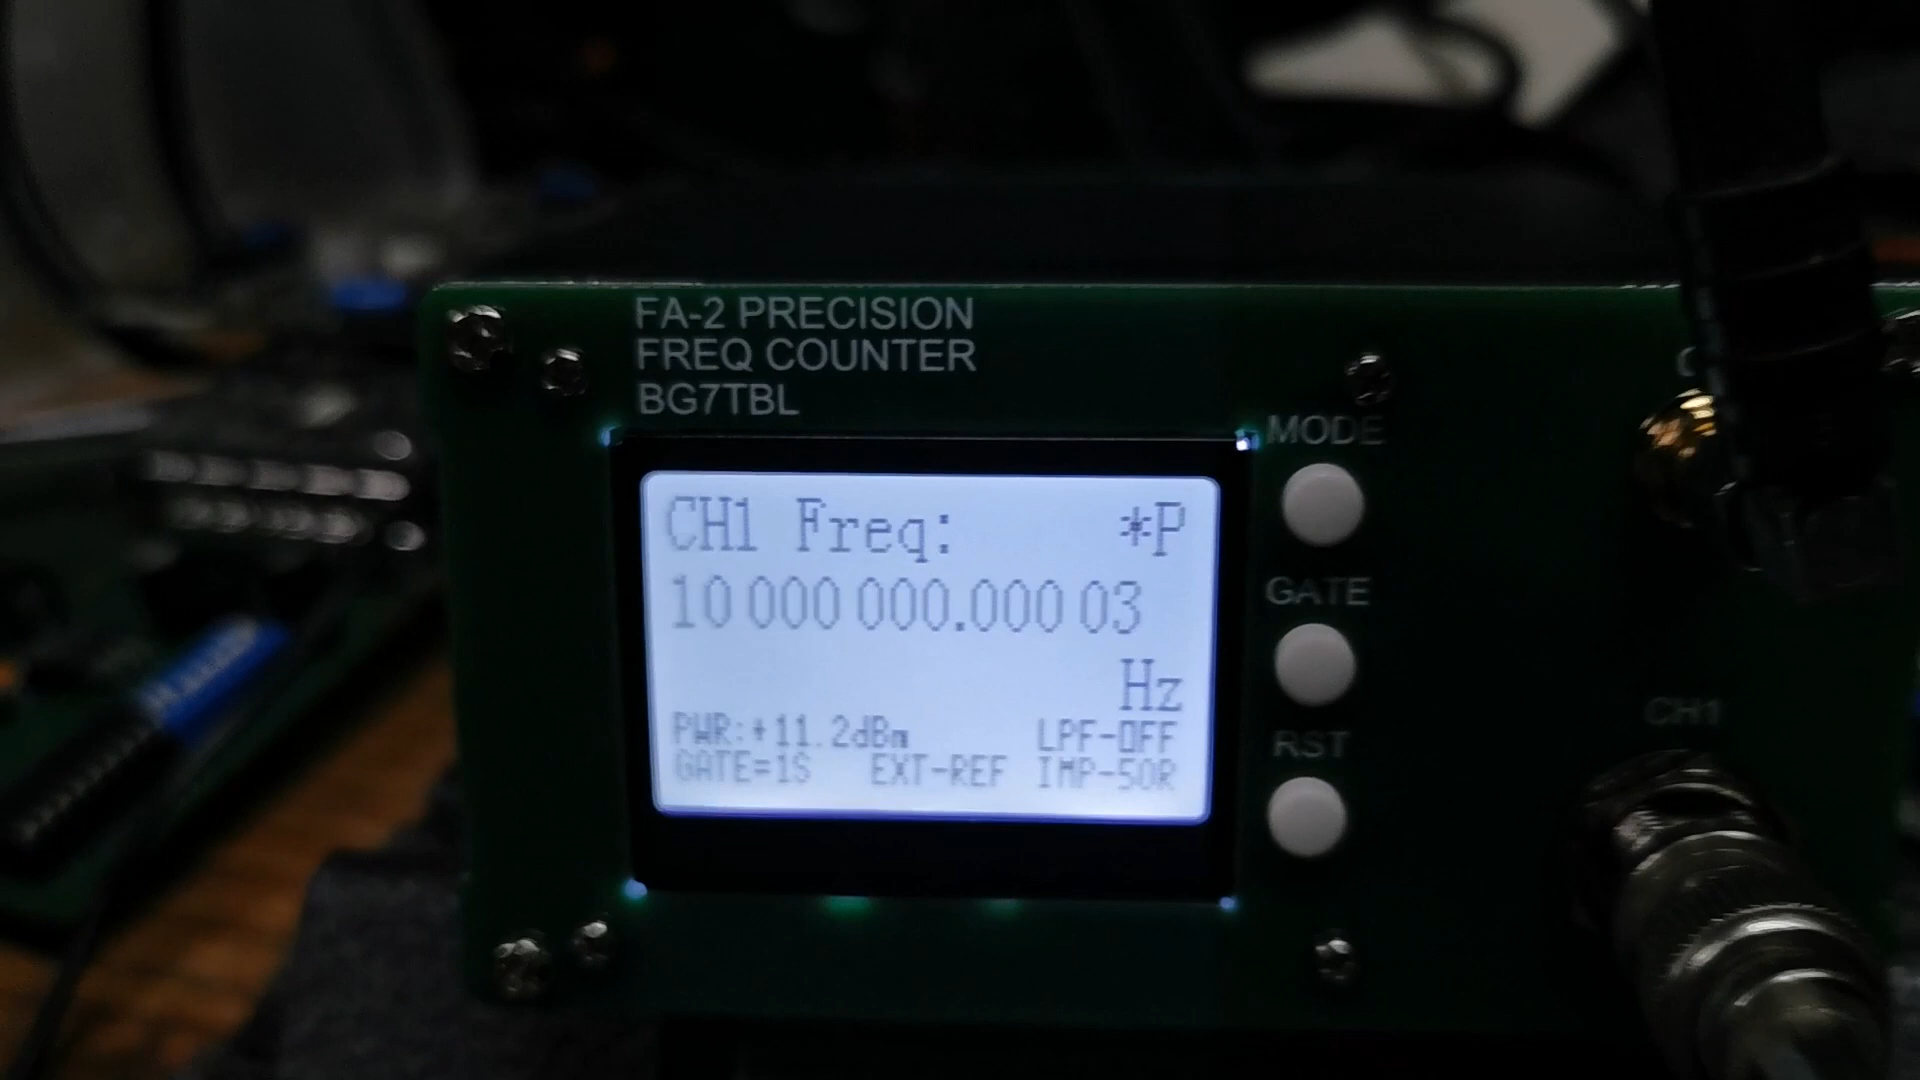 FA-2 PRECISION
FREQ COUNTER
BG7TBL
MODE
CH1 Freq: *P
10 000 000.000 03
Hz
GATE
PWR:+11.2dBm LPF-OFF
GATE=1S EXT-REF IMP-50R
RST
CH1